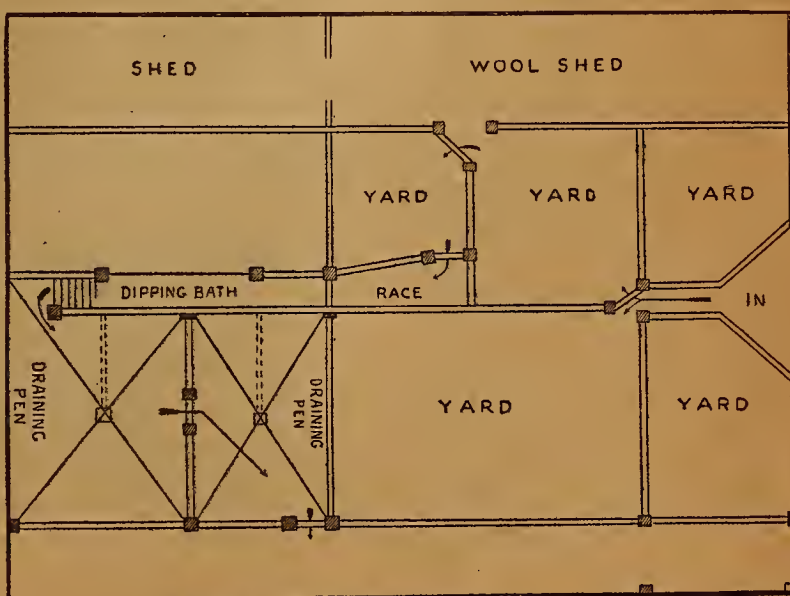 SHED
WOOL SHED
YARD
YARD
YARD
DIPPING BATH
RACE
IN
DRAINING PEN
DRAINING PEN
YARD
YARD